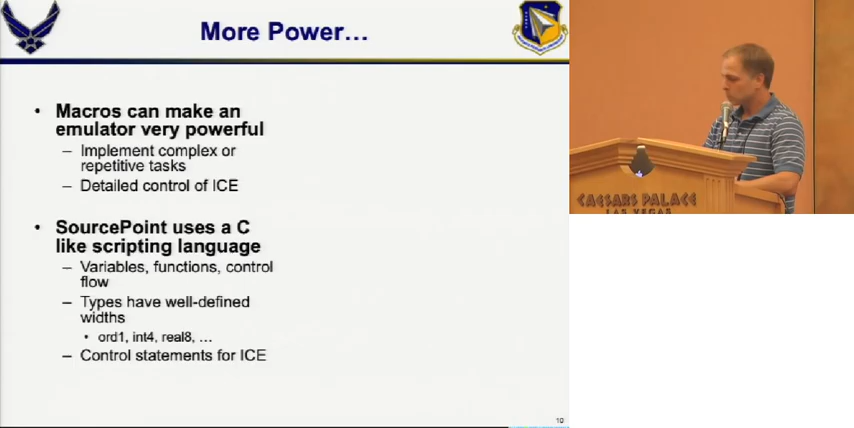 More Power…
• Macros can make an
emulator very powerful
– Implement complex or
repetitive tasks
– Detailed control of ICE
• SourcePoint uses a C
like scripting language
– Variables, functions, control
flow
– Types have well-defined
widths
• ord1, int4, real8, …
– Control statements for ICE
10
CAESARS PALACE
LAS VEGAS